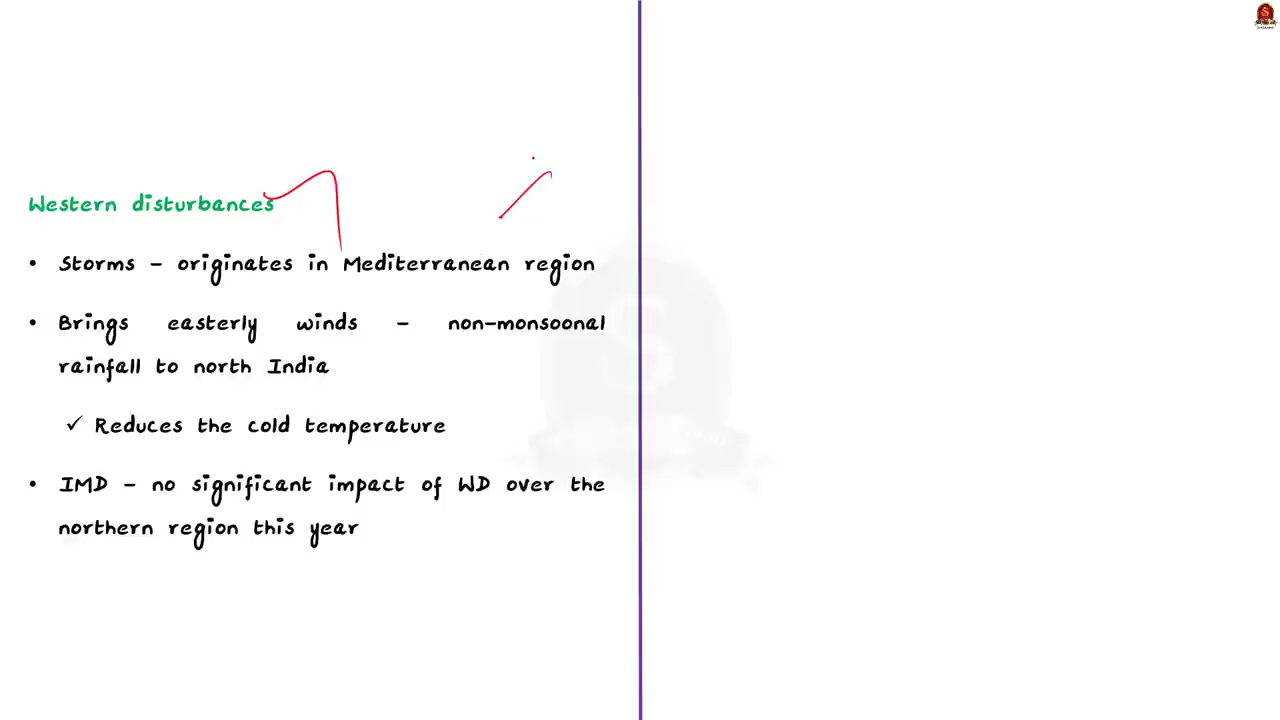 Western disturbances
• Storms – originates in Mediterranean region
• Brings easterly winds – non-monsoonal
rainfall to north India
✓ Reduces the cold temperature
• IMD – no significant impact of WD over the
northern region this year